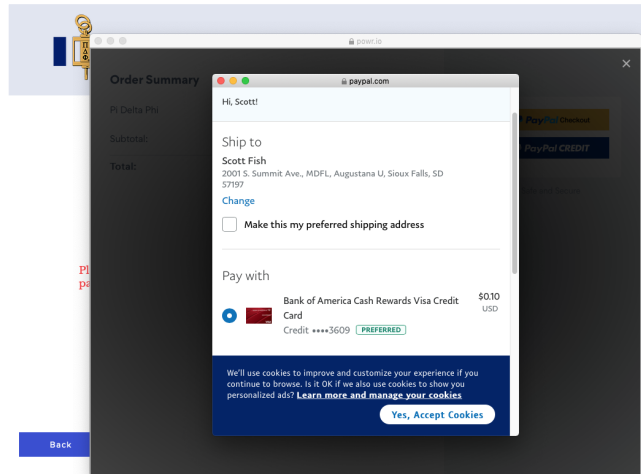 ΠΔΦ
powr.io
Order Summary
Pi Delta Phi
Subtotal:
Total:
PayPal Checkout
PayPal CREDIT
paypal.com
Hi, Scott!
Ship to
Scott Fish
2001 S. Summit Ave., MDFL, Augustana U, Sioux Falls, SD
57197
Change
Make this my preferred shipping address
Pay with
Bank of America Cash Rewards Visa Credit
Card
$0.10
USD
Credit ••••3609 PREFERRED
We'll use cookies to improve and customize your experience if you
continue to browse. Is it OK if we also use cookies to show you
personalized ads? Learn more and manage your cookies
Yes, Accept Cookies
Pl
pa
Back